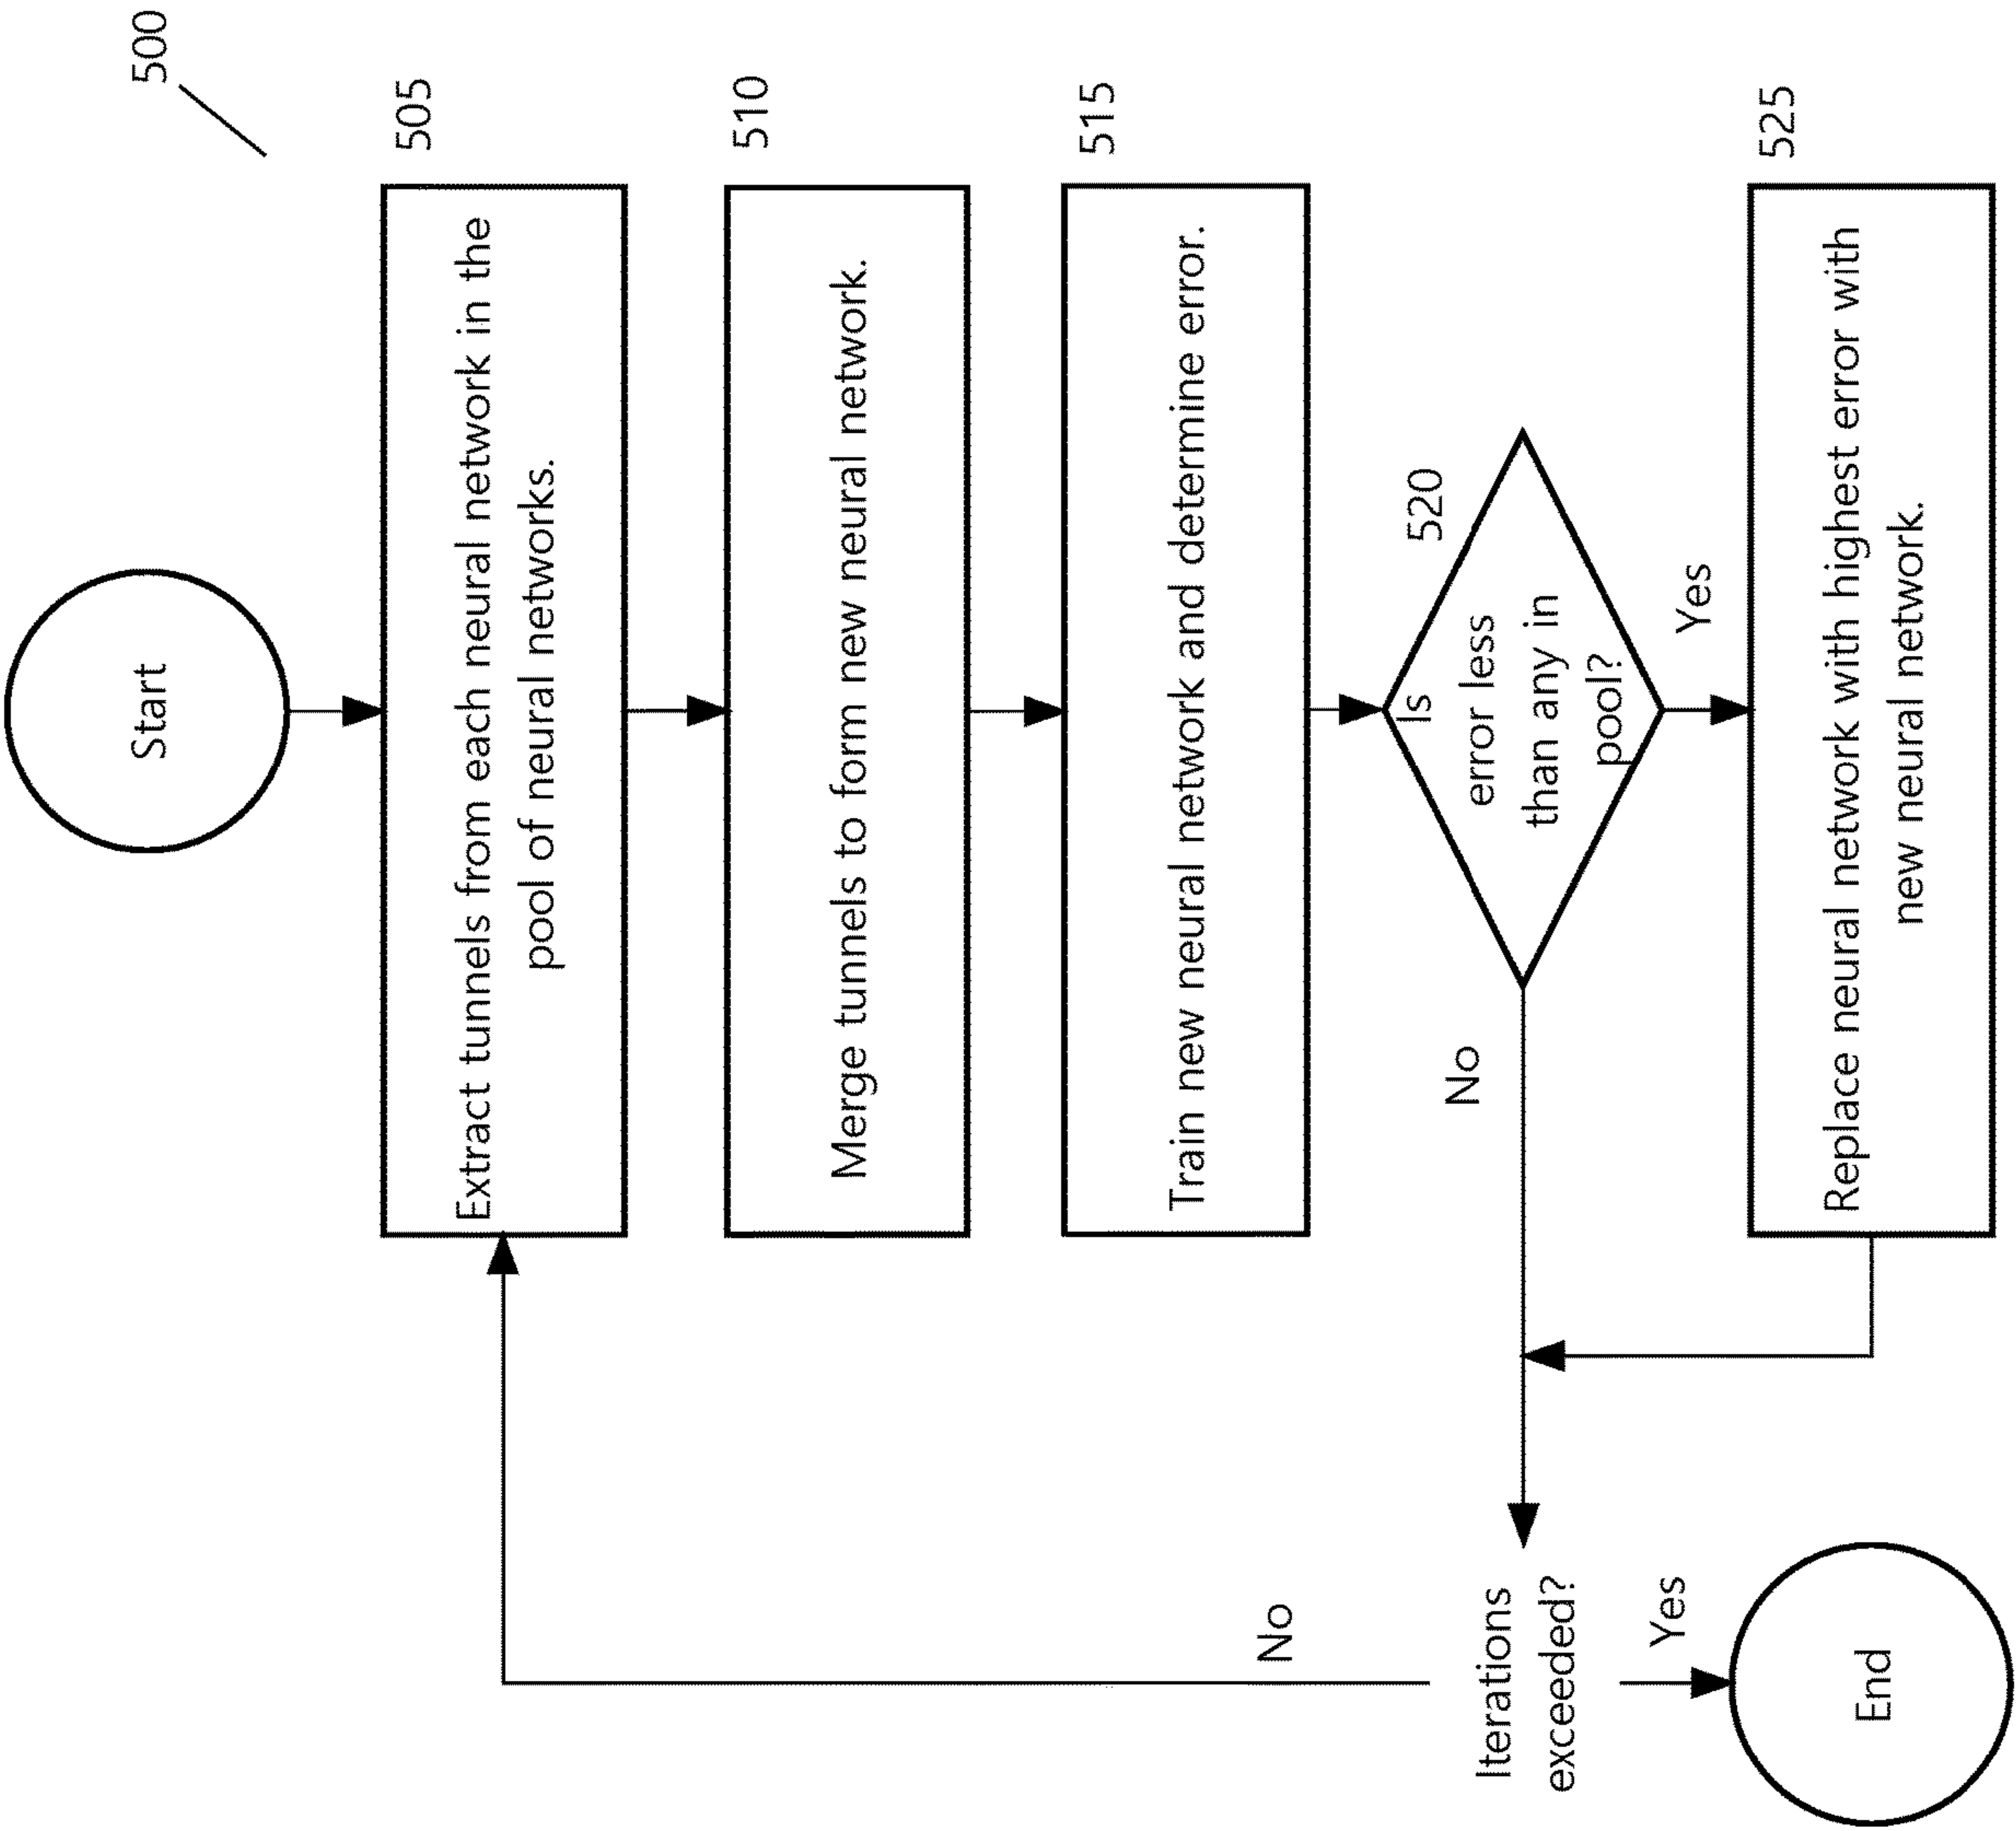 500
Start
505
Extract tunnels from each neural network in the
pool of neural networks.
510
Merge tunnels to form new neural network.
515
Train new neural network and determine error.
520
Is
error less
than any in
pool?
No
Yes
525
Replace neural network with highest error with
new neural network.
No
Iterations
exceeded?
Yes
End